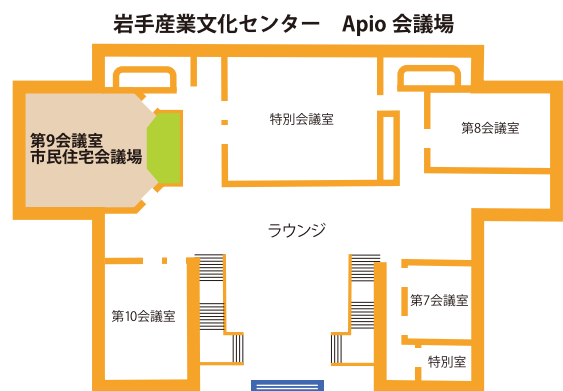 岩手産業文化センター　Apio 会議場
特別会議室
第8会議室
第9会議室
市民住宅会議場
ラウンジ
第7会議室
第10会議室
特別室